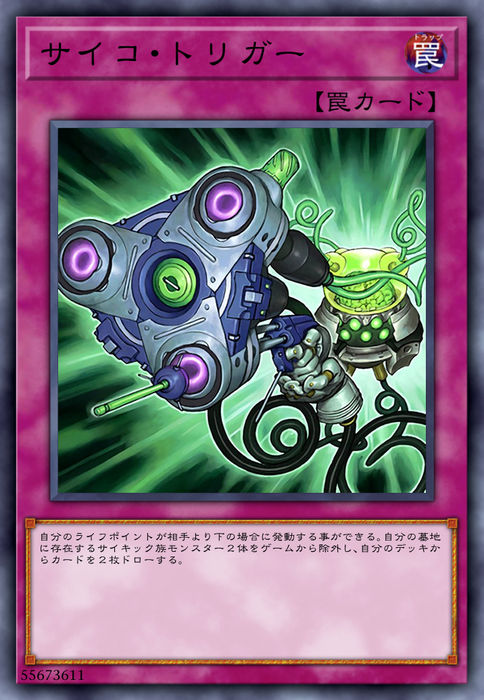 サイコ・トリガー
トラップ
罠
【罠カード】
自分のライフポイントが相手より下の場合に発動する事ができる。自分の墓地
に存在するサイキック族モンスター２体をゲームから除外し、自分のデッキか
らカードを２枚ドローする。
55673611